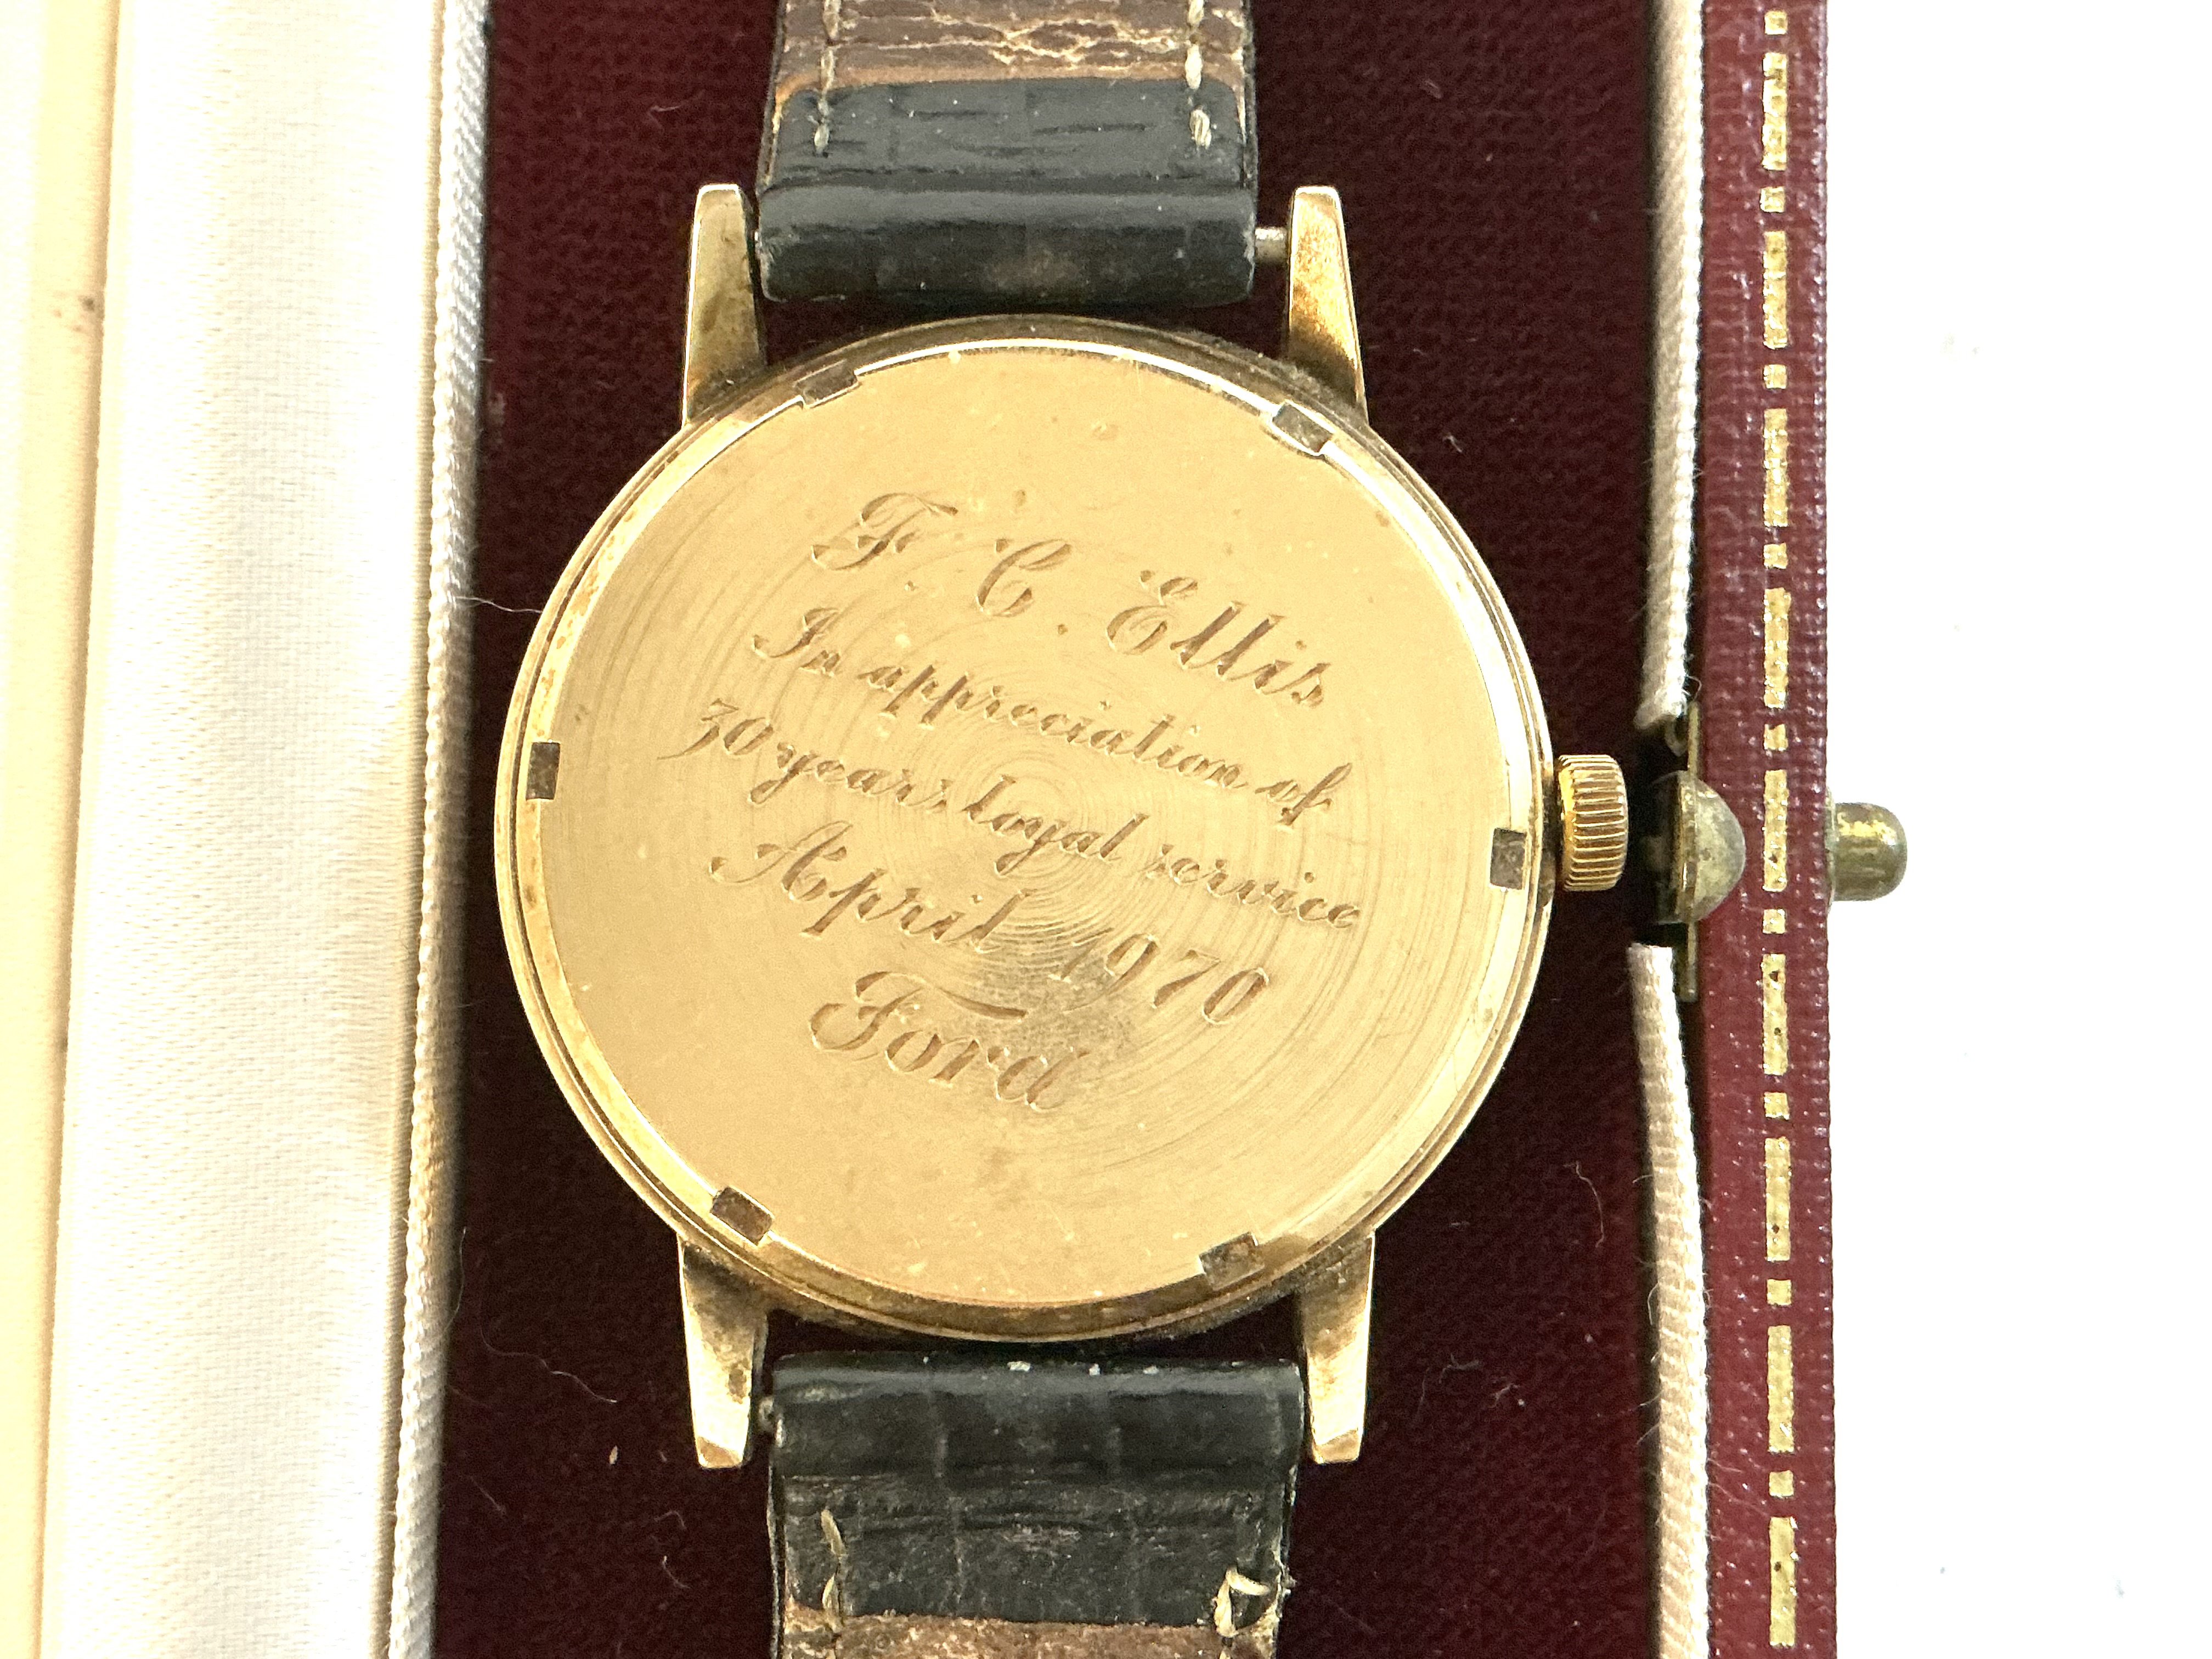 F. C. Ellis
In appreciation of
30 years loyal service
April 1970
Ford